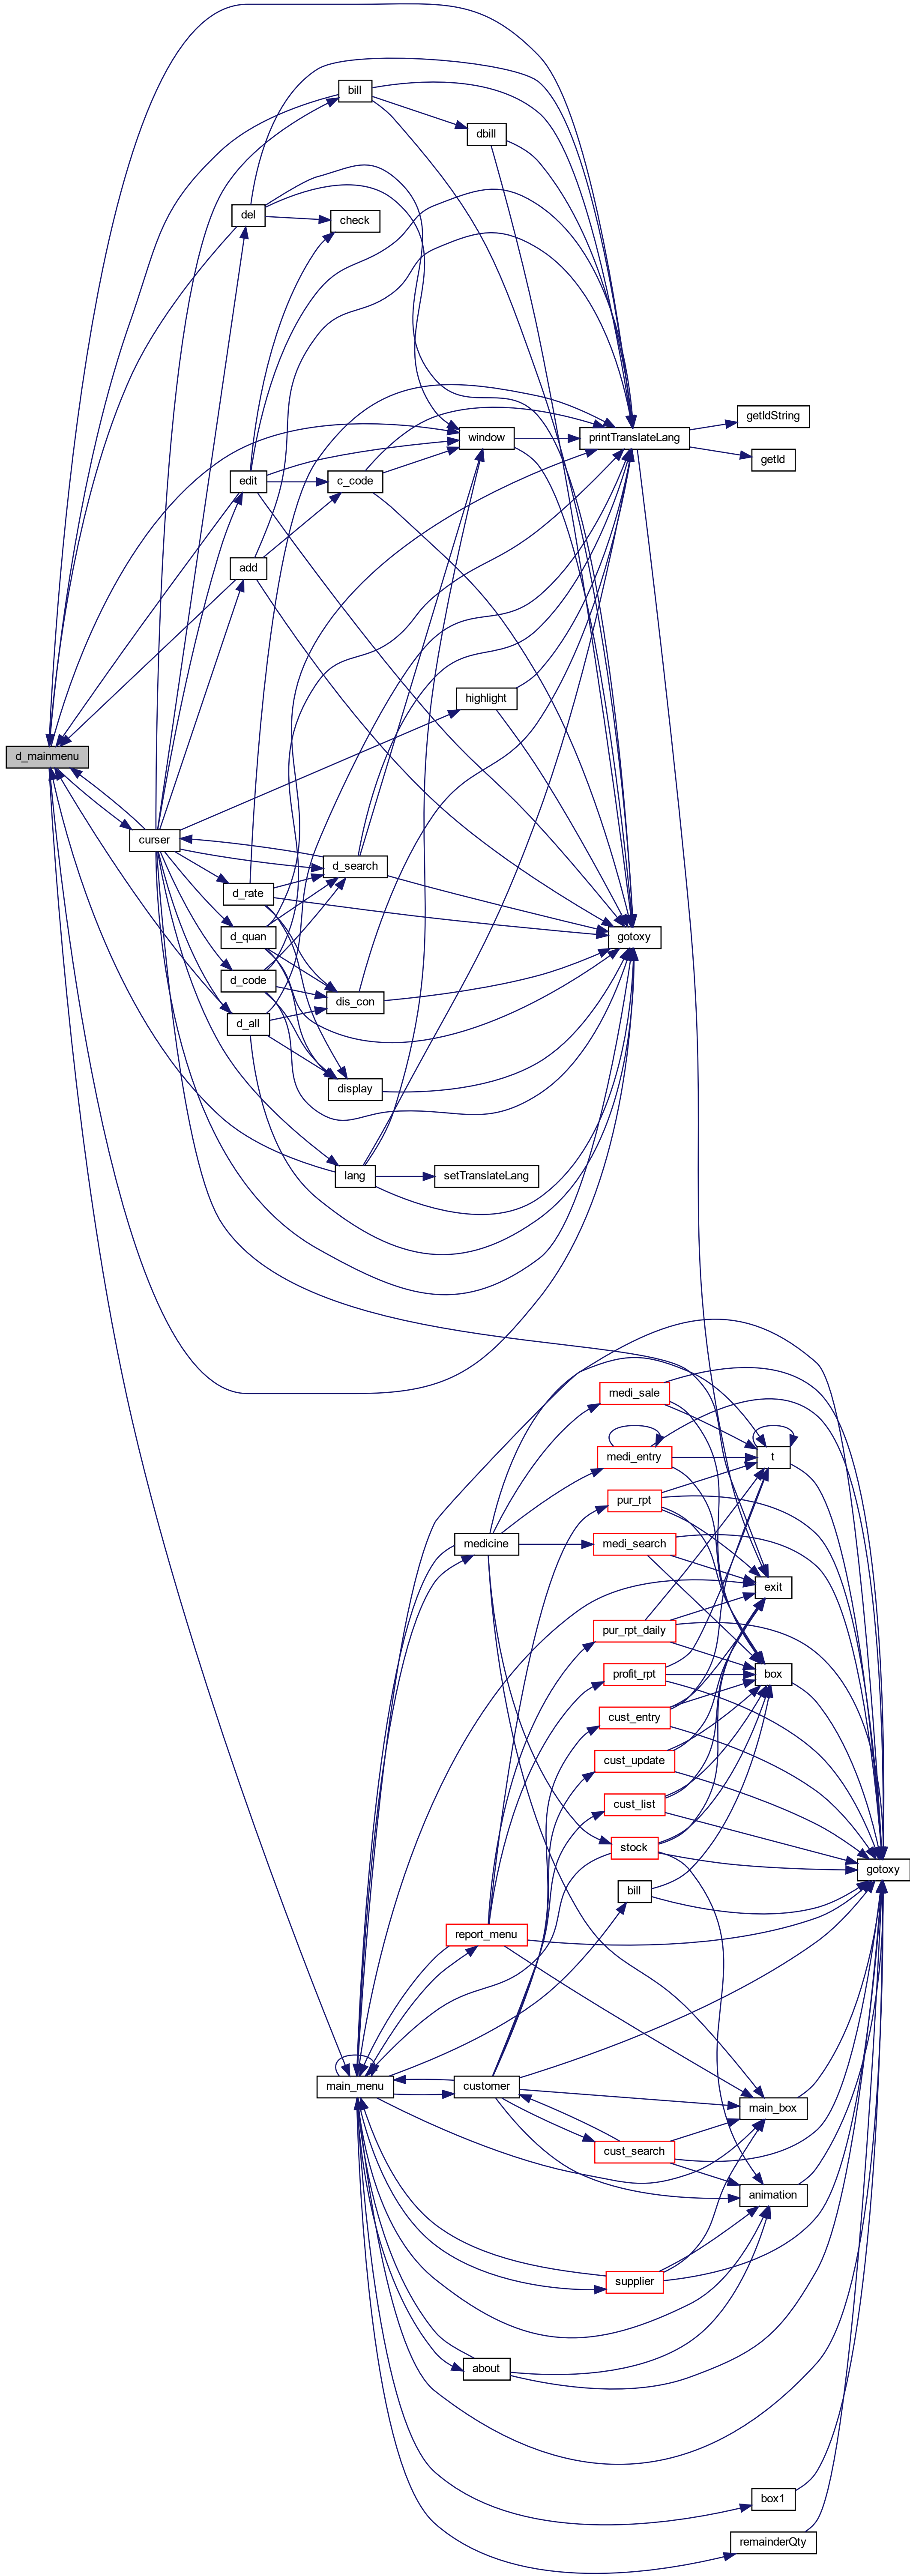 bill
dbill
del
check
getIdString
window
printTranslateLang
getId
edit
c_code
add
highlight
d_mainmenu
curser
d_search
d_rate
d_quan
gotoxy
d_code
dis_con
d_all
display
lang
setTranslateLang
medi_sale
medi_entry
t
pur_rpt
medicine
medi_search
exit
pur_rpt_daily
profit_rpt
box
cust_entry
cust_update
cust_list
stock
gotoxy
bill
report_menu
main_menu
customer
main_box
cust_search
animation
supplier
about
box1
remainderQty